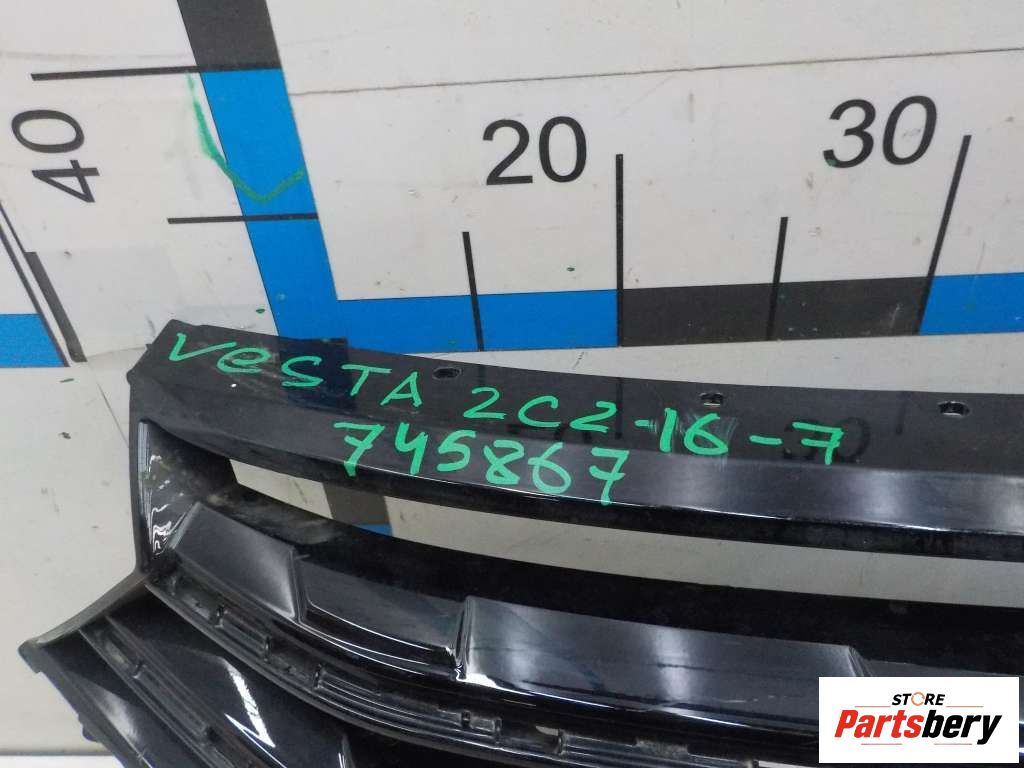 40
20
30
VeSTA 2C2-16-7
745867
STORE
Partsbery